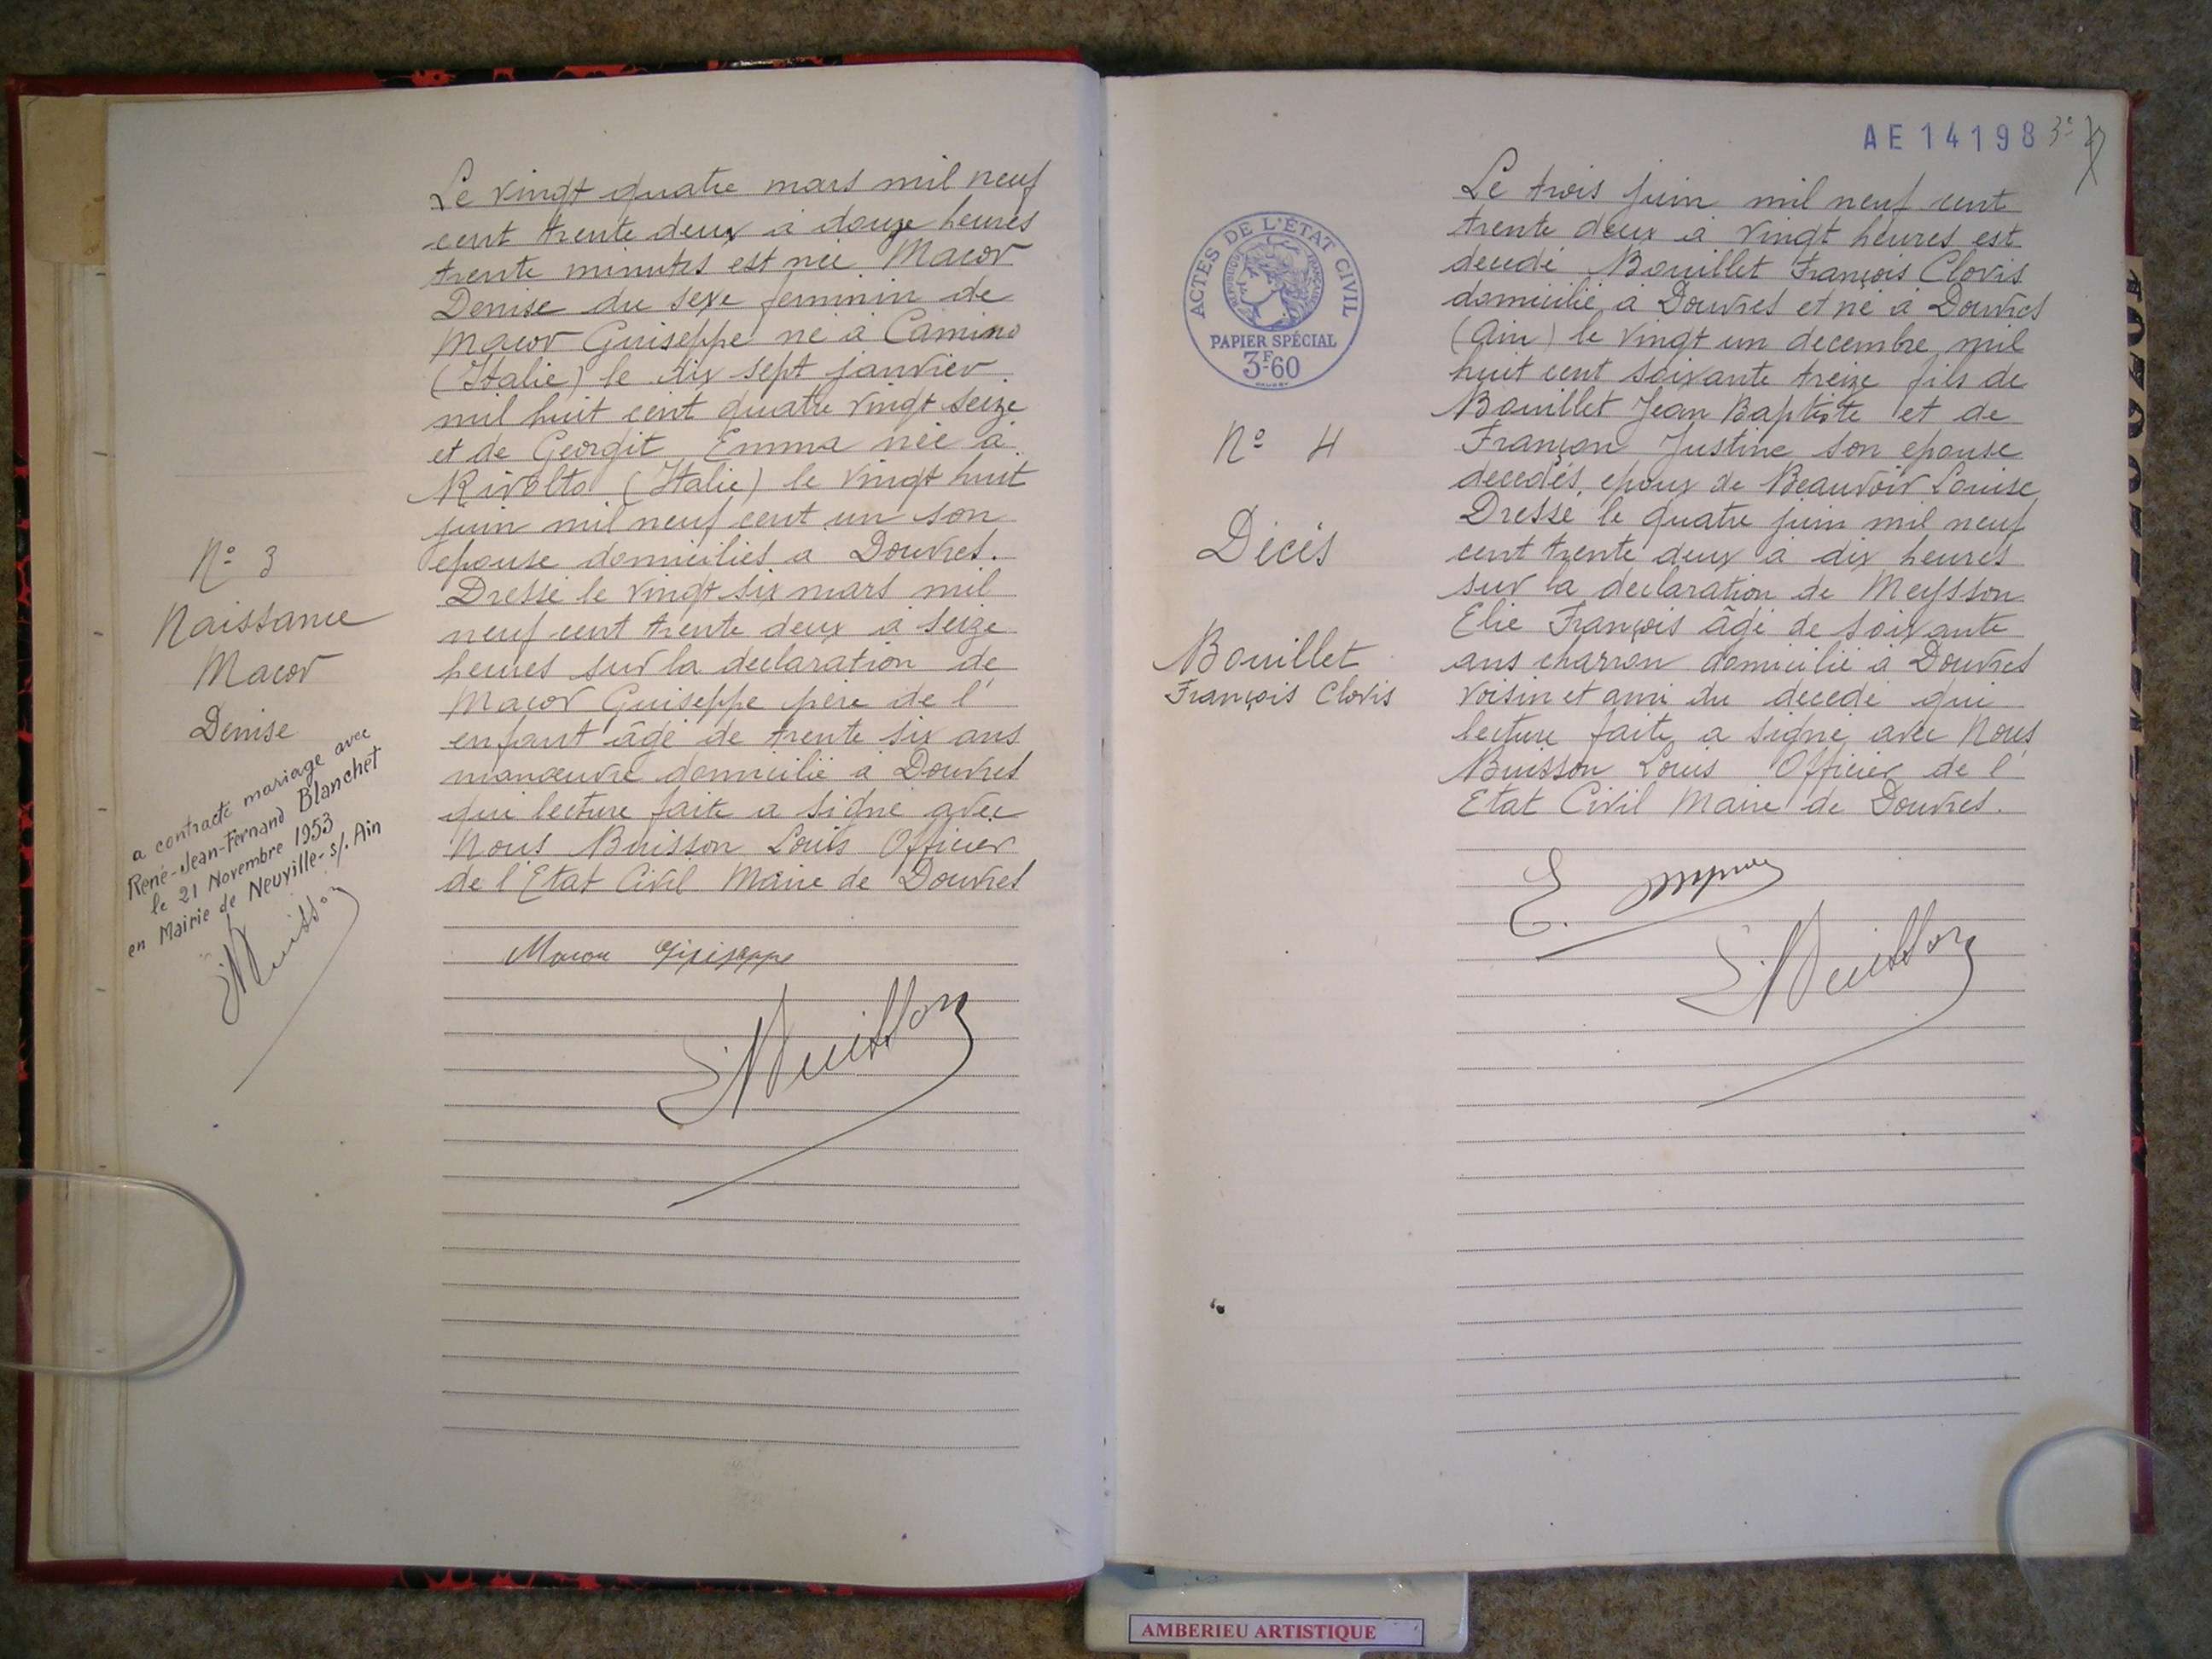 Le vingt quatre mars mil neuf
cent trente deux à douze heures
trente minutes est née Macor
Denise du sexe feminin de
Macor Guiseppe né à Camino
(Italie) le dix sept janvier
mil huit cent quatre vingt seize
et de Geordit Emma née à
Rivolto (Italie) le vingt huit
juin mil neuf cent un son
epouse domiciliés a Douvres.
Dressé le vingt six mars mil
neuf cent trente deux à seize
heures sur la declaration de
Macor Guiseppe père de l'
enfant âgé de trente six ans
manœuvre domicilié à Douvres
qui lecture faite a signé avec
Nous Buisson Louis Officier
de l'Etat Civil Maire de Douvres
Nº 3
Naissance
Macor
Denise
a contracté mariage avec
René-Jean-Fernand Blanchet
le 21 Novembre 1953
en Mairie de Neuville-s/.Ain
L Buisson
Macor Giuseppe
L Buisson
AE 14198
ACTES DE L'ÉTAT CIVIL
RÉPUBLIQUE FRANÇAISE
PAPIER SPÉCIAL
3F60
Nº 4
Décès
Bouillet
François Clovis
Le trois juin mil neuf cent
trente deux à vingt heures est
decedé Bouillet François Clovis
domicilié à Douvres et né à Douvres
(Ain) le vingt un decembre mil
huit cent soixante treize fils de
Bouillet Jean Baptiste et de
Françon Justine son epouse
decedés, epoux de Beauvoir Louise,
Dressé le quatre juin mil neuf
cent trente deux à dix heures
sur la declaration de Meysson
Elie François âgé de soixante
ans charron domicilié à Douvres
voisin et ami du decedé qui
lecture faite, a signé avec Nous
Buisson Louis Officier de l'
Etat Civil Maire de Douvres.
L Buisson
AMBERIEU ARTISTIQUE